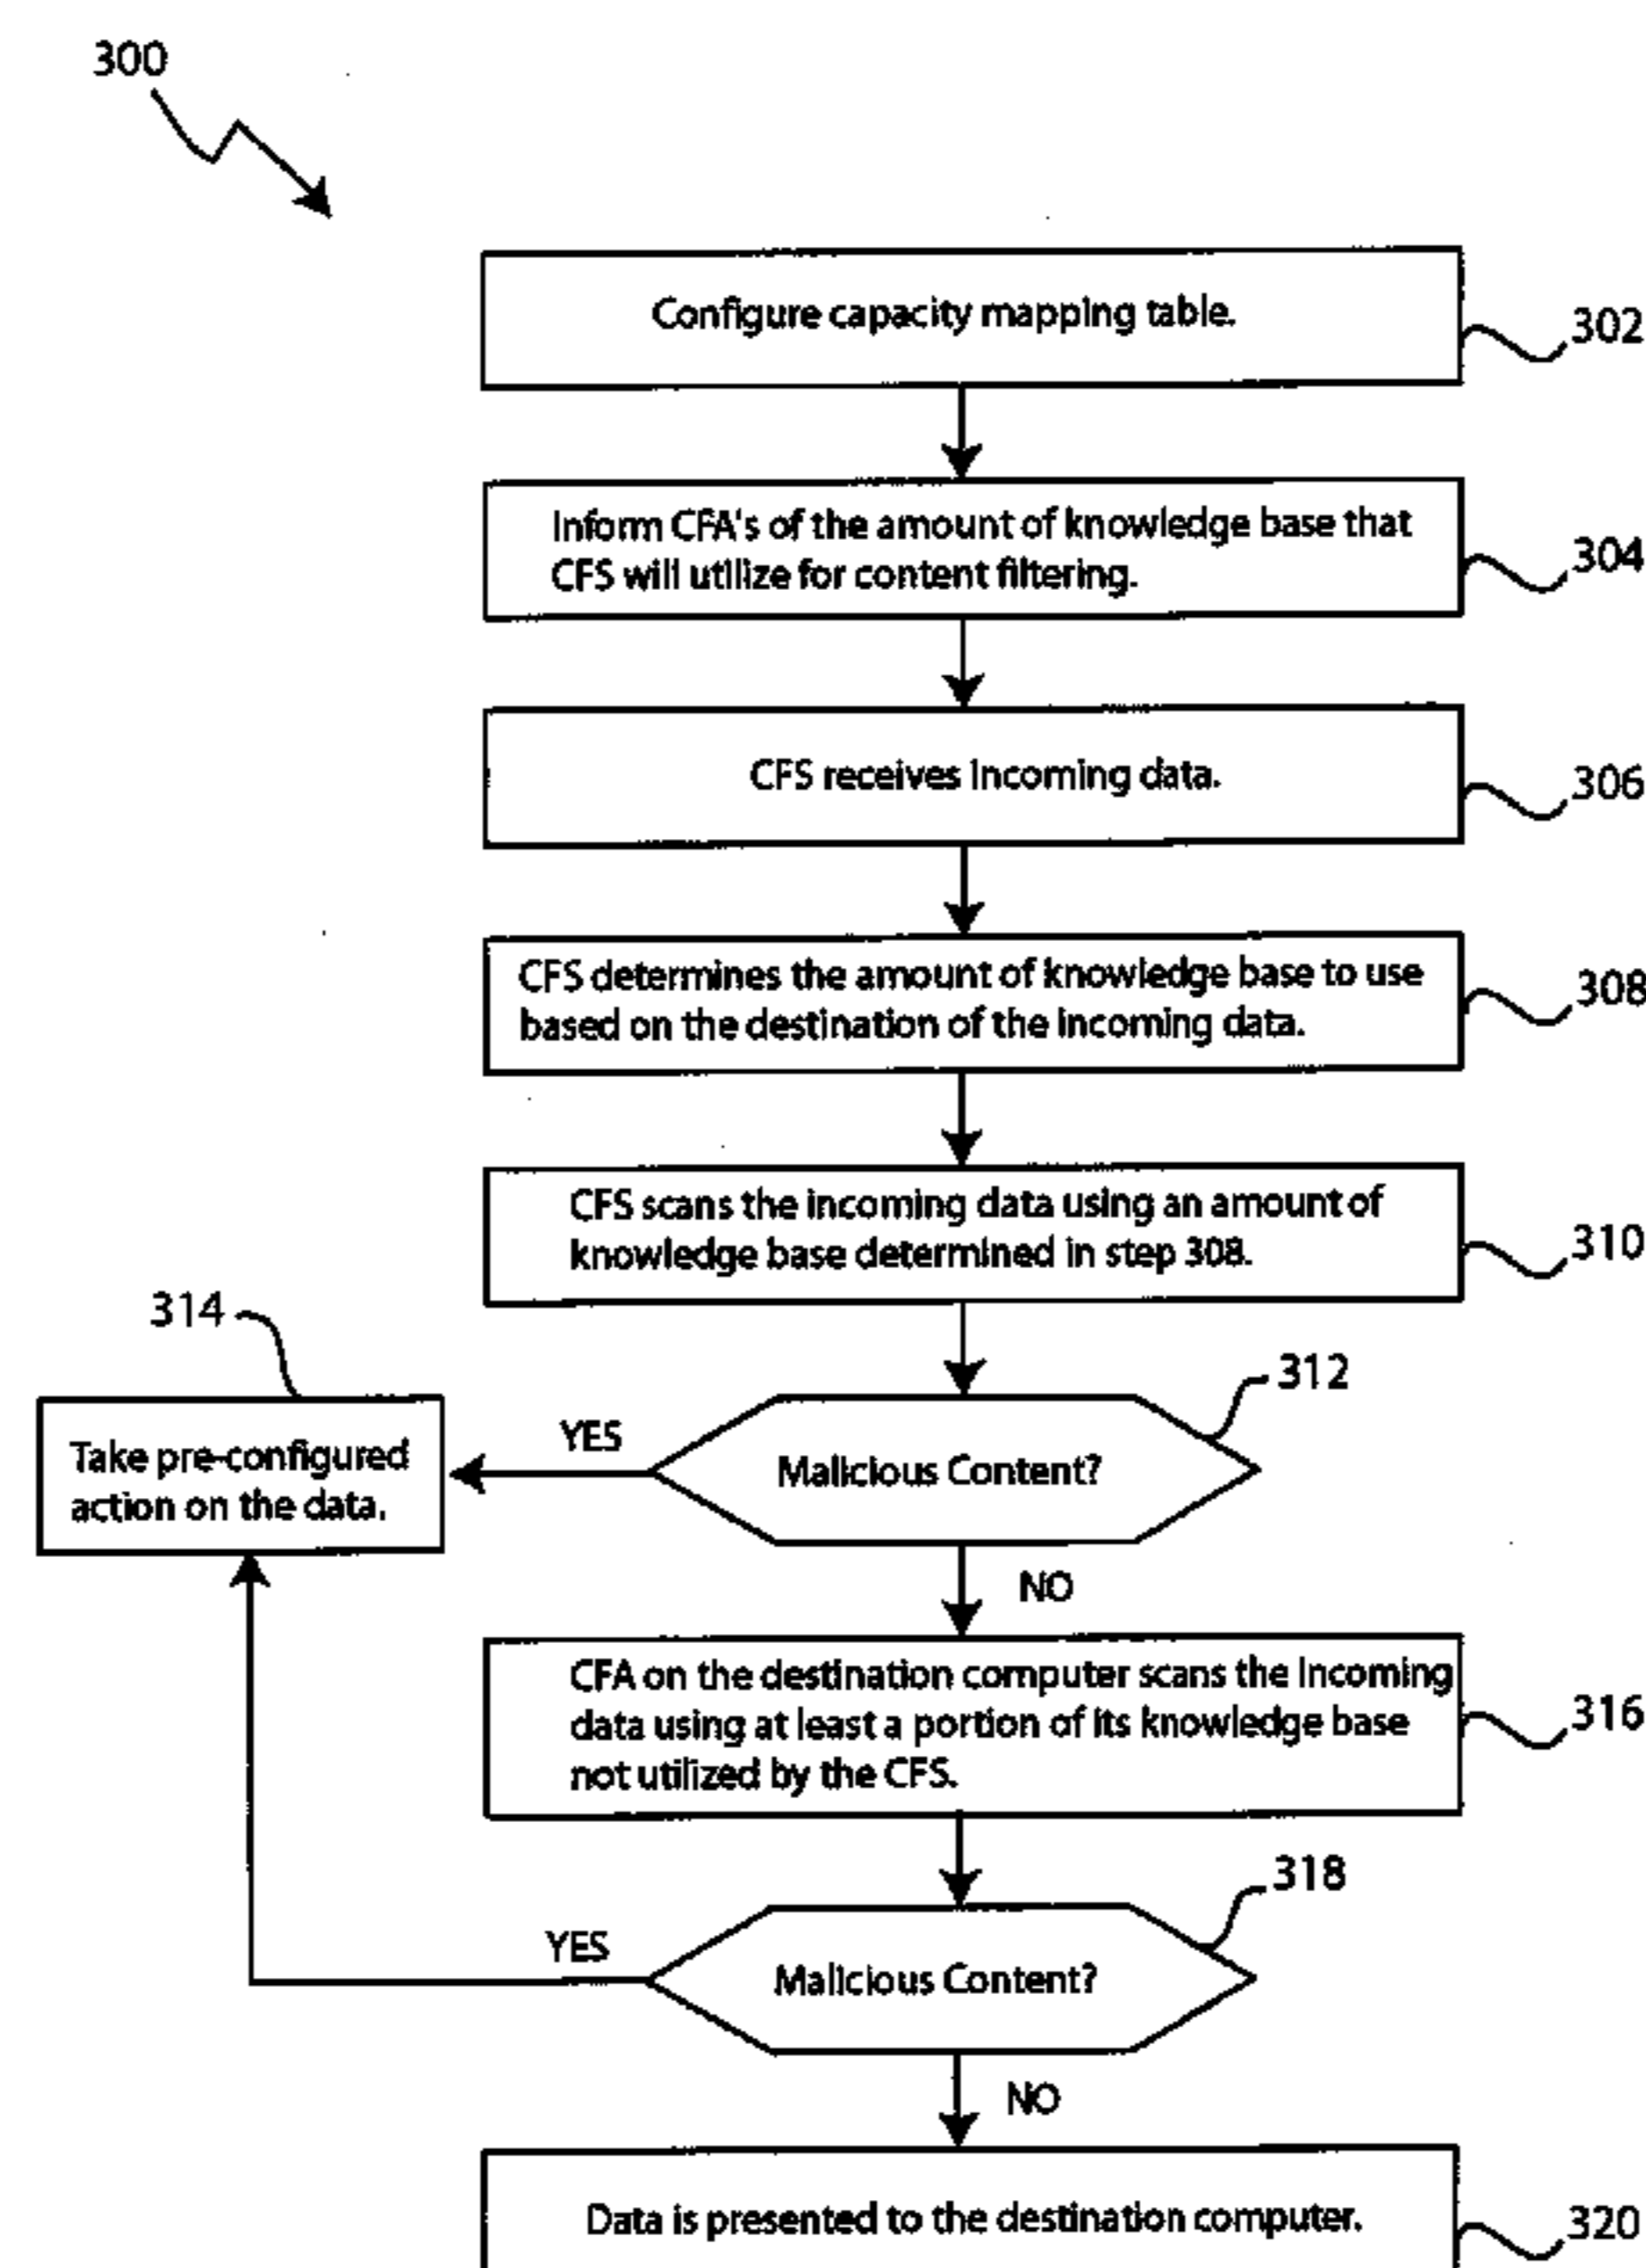 300
Configure capacity mapping table.
302
Inform CFA's of the amount of knowledge base that
CFS will utilize for content filtering.
304
CFS receives incoming data.
306
CFS determines the amount of knowledge base to use
based on the destination of the incoming data.
308
CFS scans the incoming data using an amount of
knowledge base determined in step 308.
310
314
312
Take pre-configured
action on the data.
YES
Malicious Content?
NO
CFA on the destination computer scans the incoming
data using at least a portion of its knowledge base
not utilized by the CFS.
316
318
YES
Malicious Content?
NO
Data is presented to the destination computer.
320